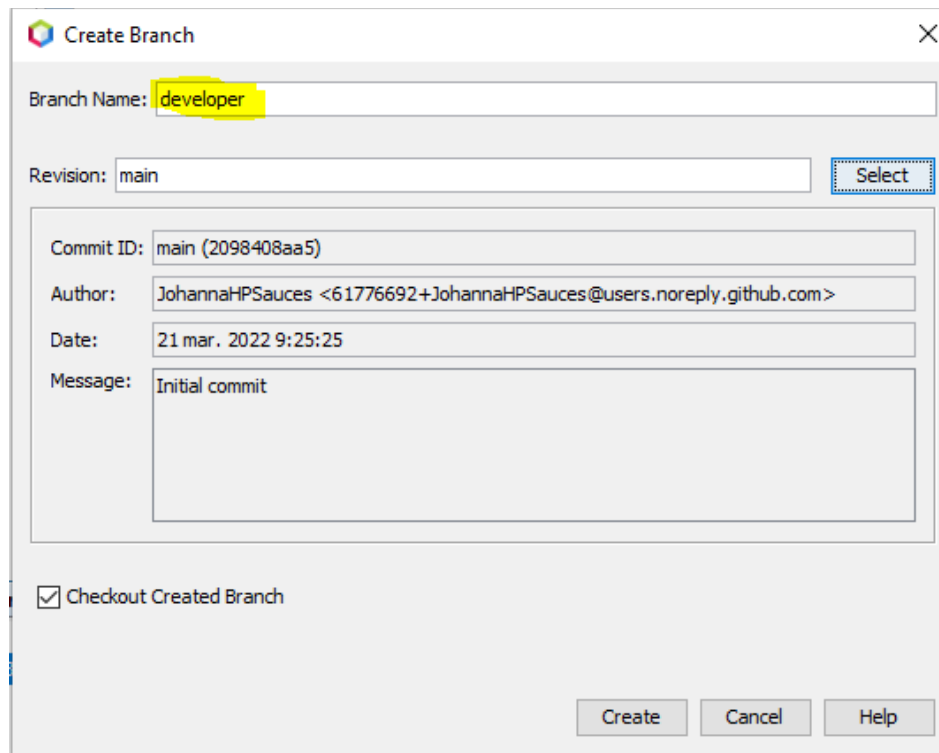 Create Branch
Branch Name: developer
Revision: main Select
Commit ID: main (2098408aa5)
Author: JohannaHPSauces <61776692+JohannaHPSauces@users.noreply.github.com>
Date: 21 mar. 2022 9:25:25
Message: Initial commit
Checkout Created Branch
Create Cancel Help